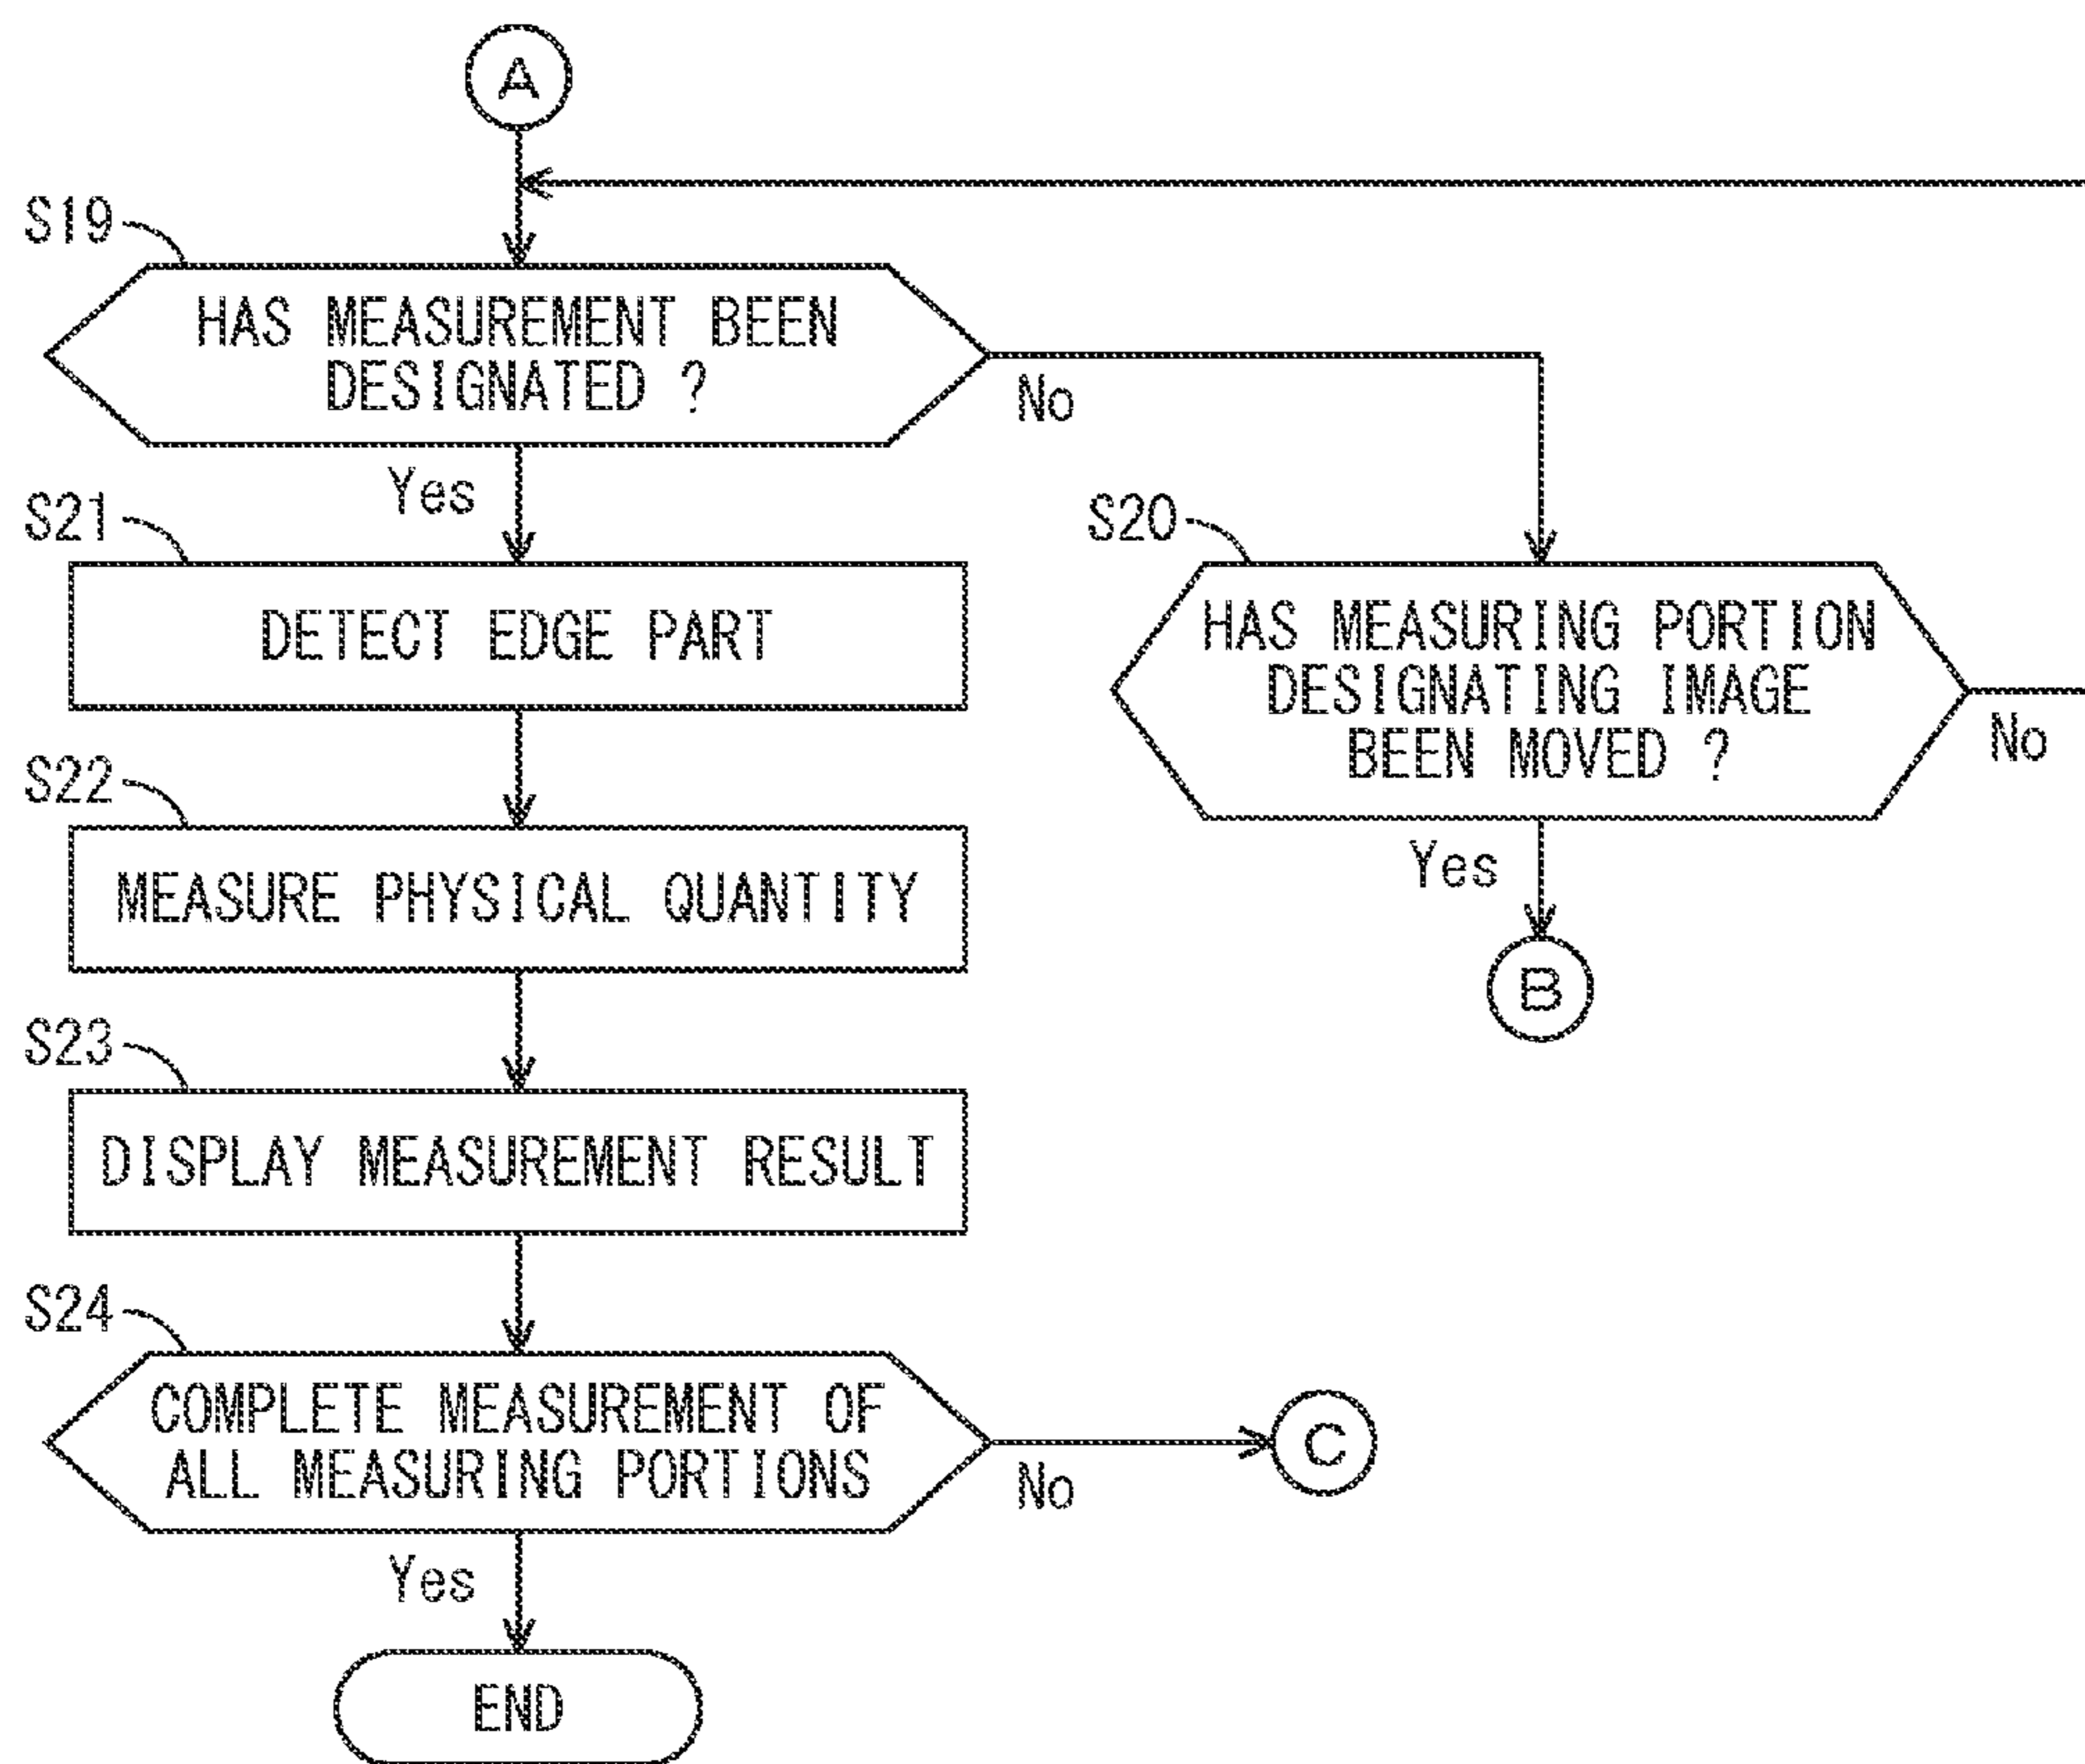 A
S19
HAS MEASUREMENT BEEN
DESIGNATED ?
No
Yes
S21
DETECT EDGE PART
S20
HAS MEASURING PORTION
DESIGNATING IMAGE
BEEN MOVED ?
No
Yes
B
S22
MEASURE PHYSICAL QUANTITY
S23
DISPLAY MEASUREMENT RESULT
S24
COMPLETE MEASUREMENT OF
ALL MEASURING PORTIONS
No
C
Yes
END